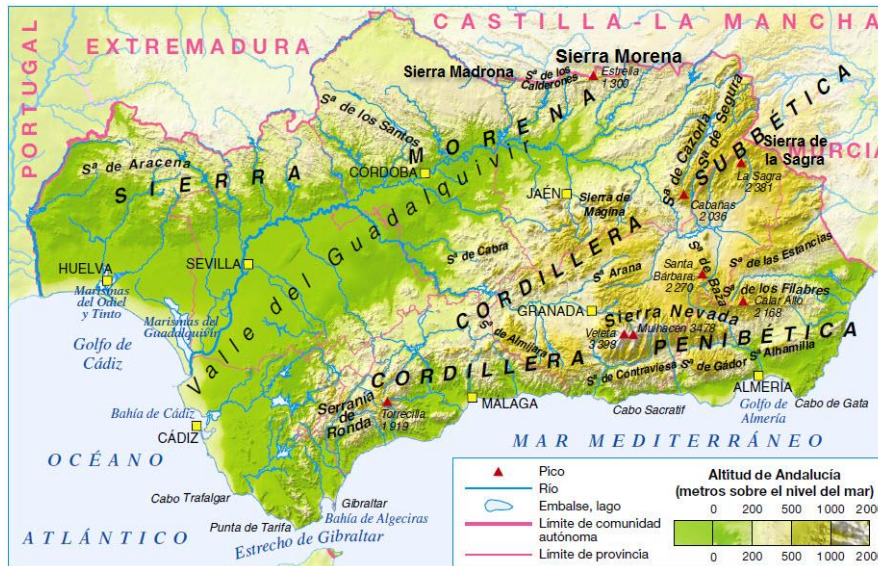 CASTILLA-LA MANCHA
EXTREMADURA
PORTUGAL
MURCIA
Sierra Morena
Sierra Madrona
Sª de los
Calderones
Estrella
1 300
Sª de los Santos
Sª de Aracena
SIERRA MORENA
CÓRDOBA
JAÉN
Sierra de
Mágina
Sª de Cazorla
Sª de Segura
CORDILLERA SUBBÉTICA
Sierra de
la Sagra
La Sagra
2 381
Cabañas
2 036
HUELVA
SEVILLA
Valle del Guadalquivir
Sª de Cabra
Sª Arana
Santa
Bárbara
2 270
Sª de Baza
Sª de las Estancias
Sª de los Filabres
Calar Alto
2 168
Marismas
del Odiel
y Tinto
Marismas del
Guadalquivir
Golfo de
Cádiz
GRANADA
Sierra Nevada
Veleta
3 398
Mulhacén 3478
Sª de Almijara
CORDILLERA PENIBÉTICA
Sª de Contraviesa
Sª de Gádor
Sª Alhamilla
Serranía
de
Ronda
Torrecilla
1 919
MÁLAGA
ALMERÍA
Golfo de
Almería
Cabo de Gata
Cabo Sacratif
Bahía de Cádiz
CÁDIZ
MAR MEDITERRÁNEO
OCÉANO
ATLÁNTICO
Cabo Trafalgar
Punta de Tarifa
Gibraltar
Bahía de Algeciras
Estrecho de Gibraltar
Pico
Río
Embalse, lago
Límite de comunidad
autónoma
Límite de provincia
Altitud de Andalucía
(metros sobre el nivel del mar)
0 200 500 1 000 2 000
0 200 500 1 000 2 000